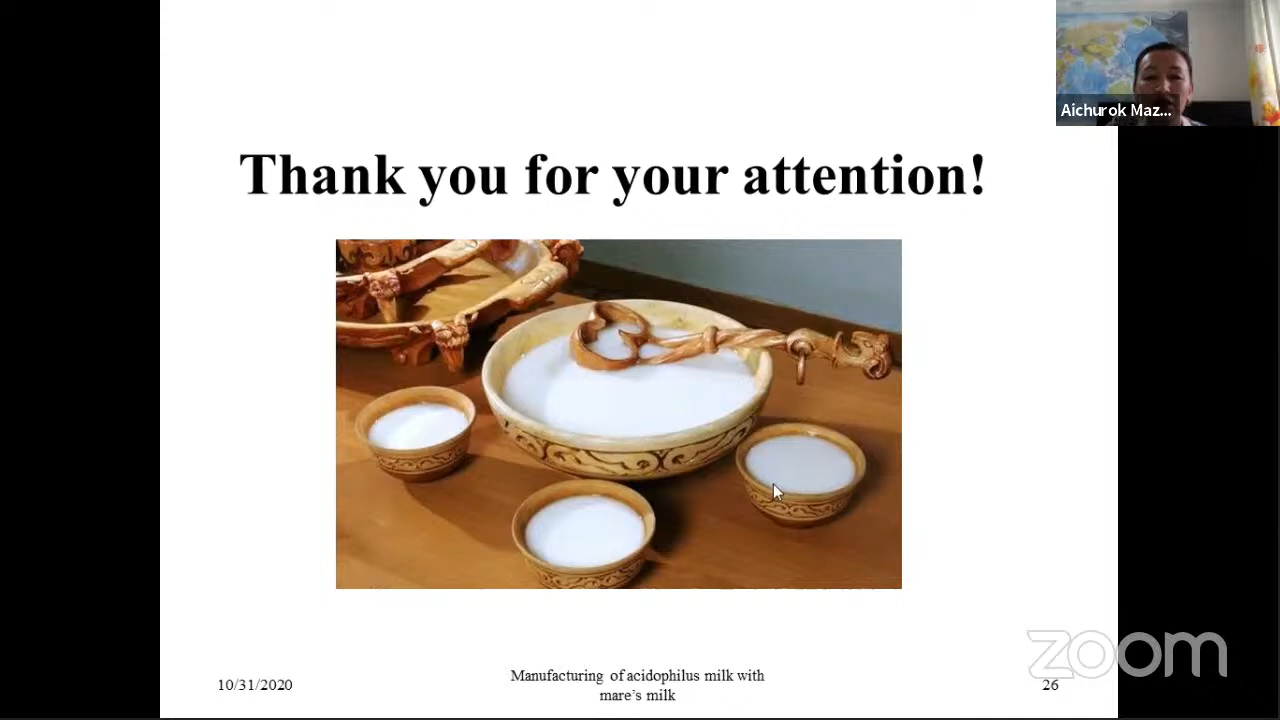 Aichurok Maz...
Thank you for your attention!
10/31/2020
Manufacturing of acidophilus milk with
mare's milk
26
zoom